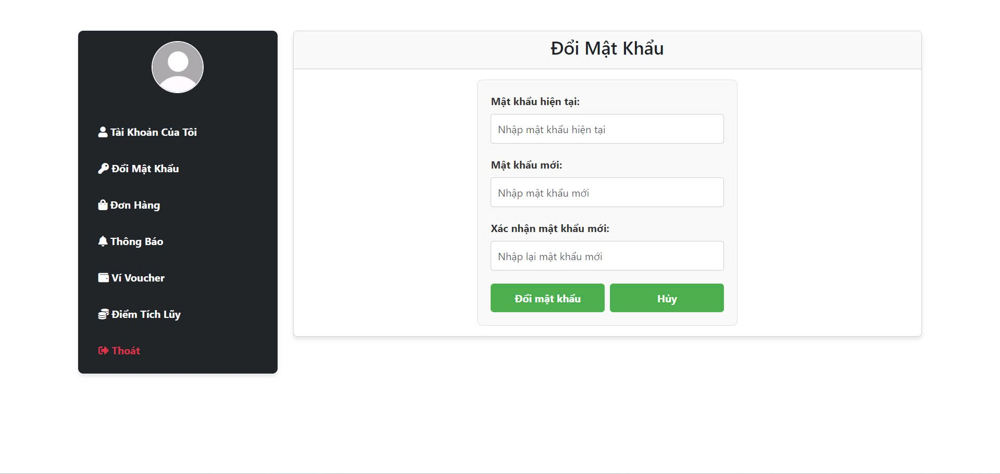 Tài Khoản Của Tôi
Đổi Mật Khẩu
Đơn Hàng
Thông Báo
Ví Voucher
Điểm Tích Lũy
Thoát
Đổi Mật Khẩu
Mật khẩu hiện tại:
Nhập mật khẩu hiện tại
Mật khẩu mới:
Nhập mật khẩu mới
Xác nhận mật khẩu mới:
Nhập lại mật khẩu mới
Đổi mật khẩu
Hủy